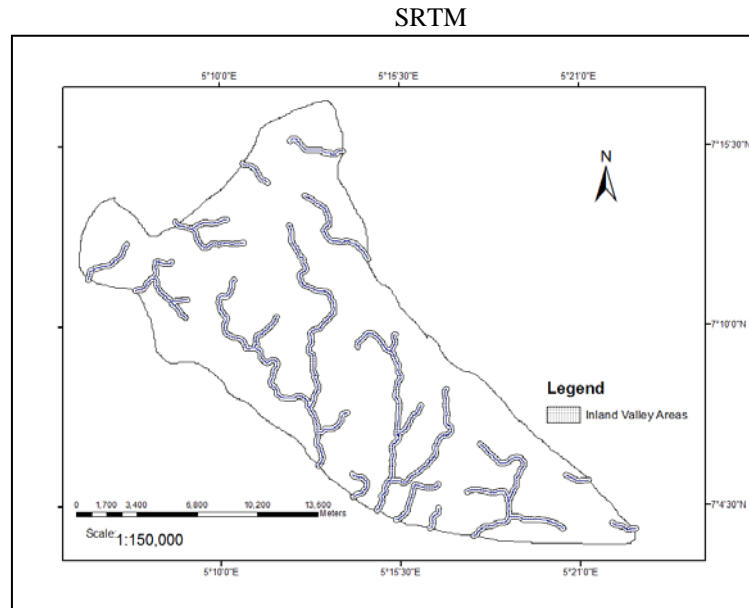 SRTM
5°10'0"E 5°15'30"E 5°21'0"E
7°15'30"N
N
7°10'0"N
Legend
Inland Valley Areas
7°4'30"N
0 1,700 3,400 6,800 10,200 13,600
Meters
Scale:1:150,000
5°10'0"E 5°15'30"E 5°21'0"E